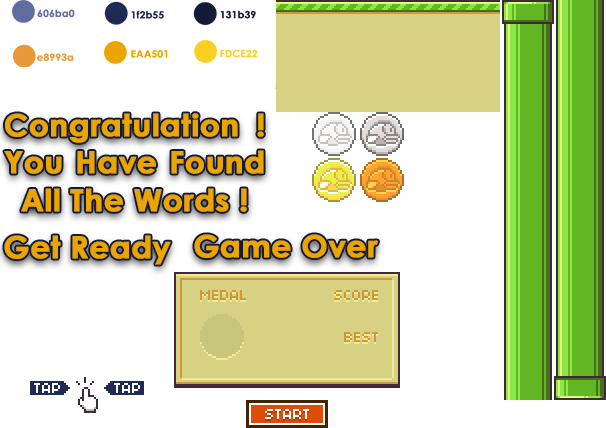 606ba0 1f2b55 131b39
e8993a EAA501 FDCE22
Congratulation !
You Have Found
All The Words !
Get Ready Game Over
MEDAL SCORE
BEST
TAP TAP
START